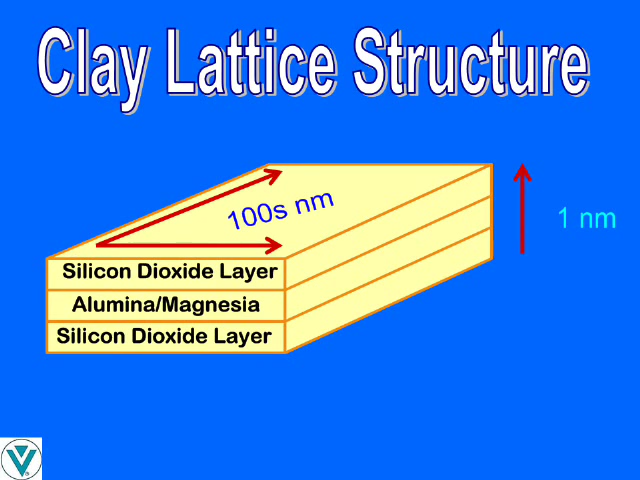 Clay Lattice Structure
100s nm
1 nm
Silicon Dioxide Layer
Alumina/Magnesia
Silicon Dioxide Layer